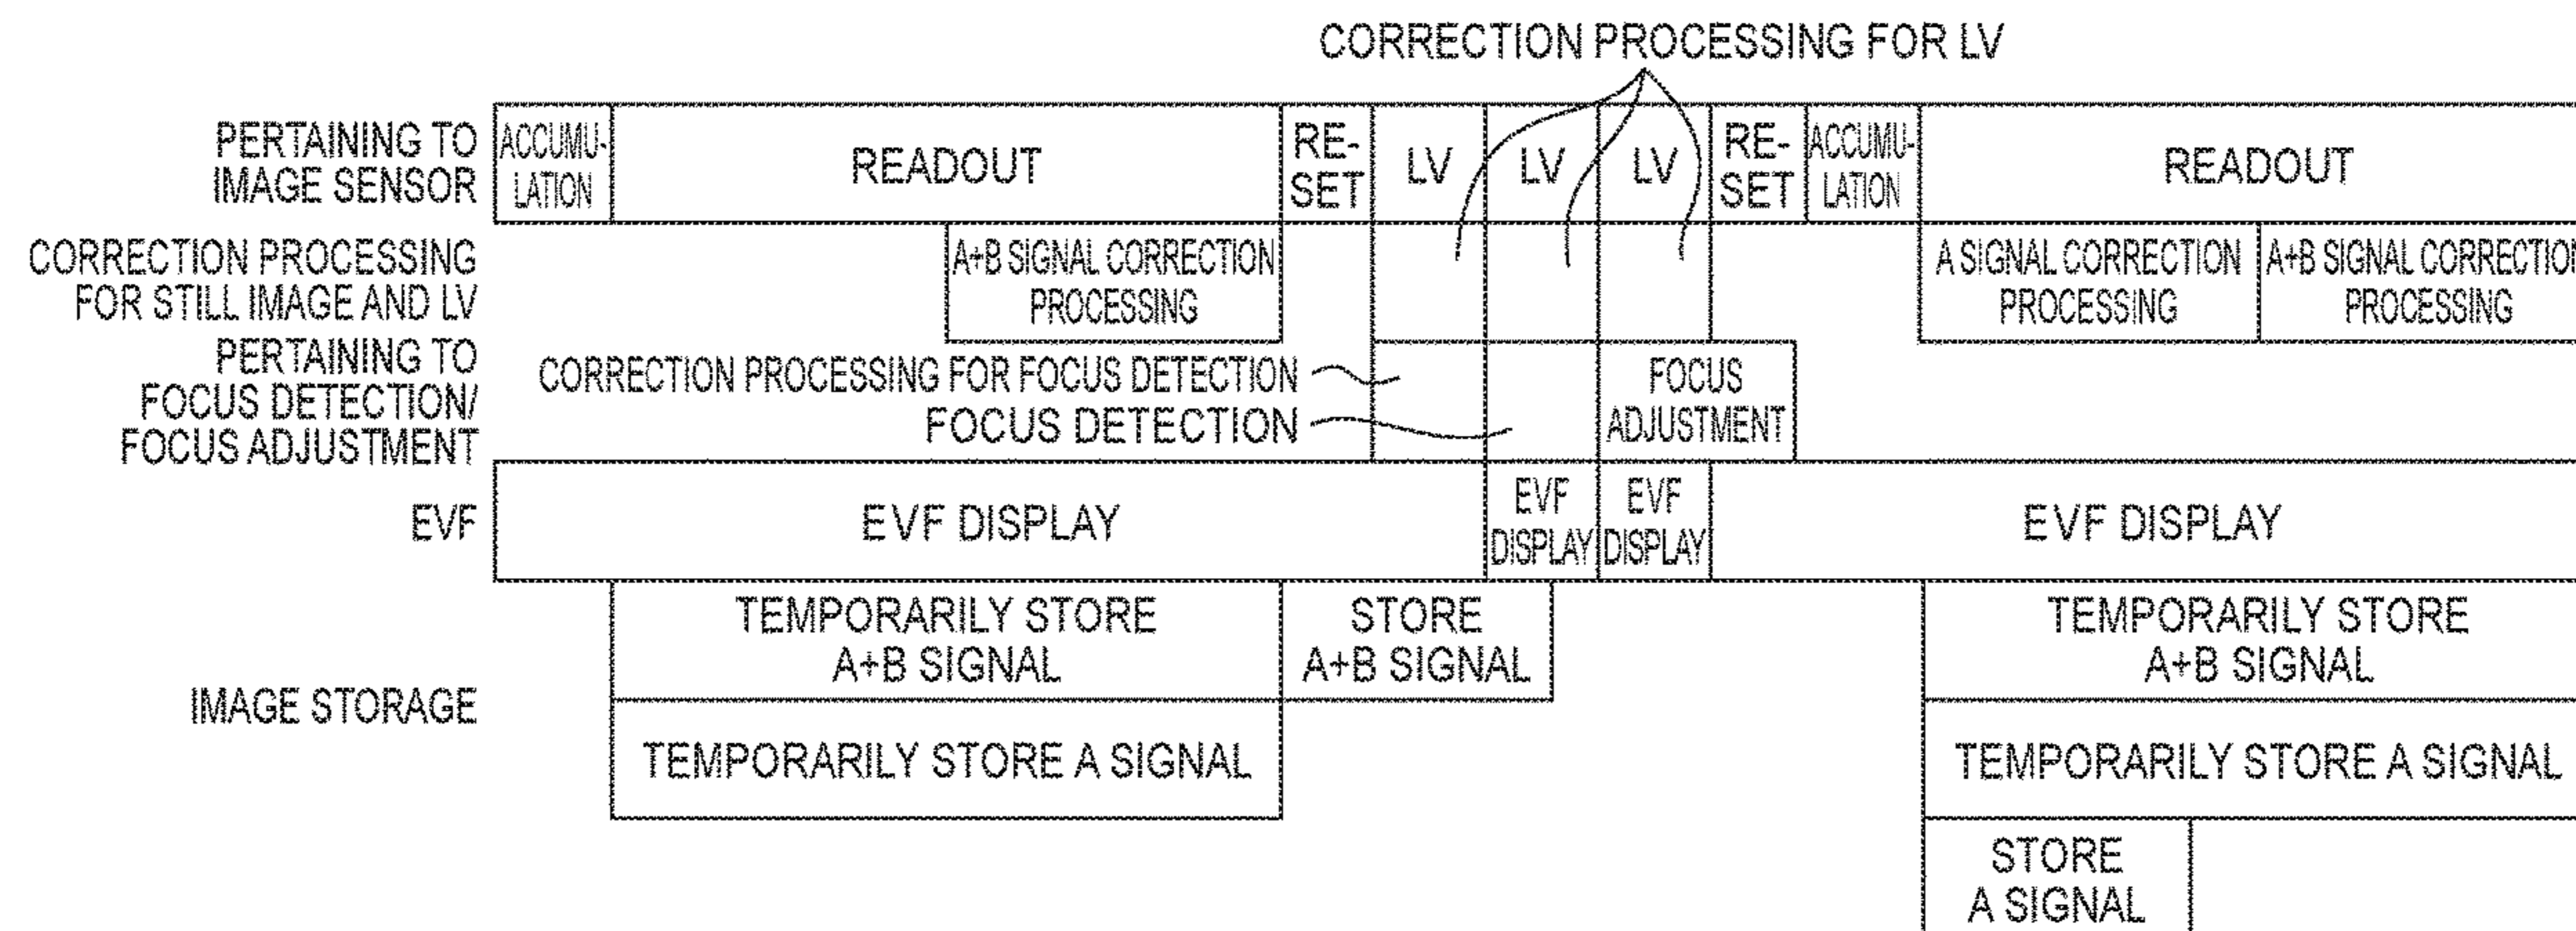 CORRECTION PROCESSING FOR LV
PERTAINING TO
IMAGE SENSOR
ACCUMU-
LATION
READOUT
RE-
SET
LV
LV
LV
RE-
SET
ACCUMU-
LATION
READOUT
CORRECTION PROCESSING
FOR STILL IMAGE AND LV
A+B SIGNAL CORRECTION
PROCESSING
A SIGNAL CORRECTION
PROCESSING
A+B SIGNAL CORRECTION
PROCESSING
PERTAINING TO
FOCUS DETECTION/
FOCUS ADJUSTMENT
CORRECTION PROCESSING FOR FOCUS DETECTION
FOCUS DETECTION
FOCUS
ADJUSTMENT
EVF
EVF DISPLAY
EVF
DISPLAY
EVF
DISPLAY
EVF DISPLAY
IMAGE STORAGE
TEMPORARILY STORE
A+B SIGNAL
STORE
A+B SIGNAL
TEMPORARILY STORE
A+B SIGNAL
TEMPORARILY STORE A SIGNAL
TEMPORARILY STORE A SIGNAL
STORE
A SIGNAL